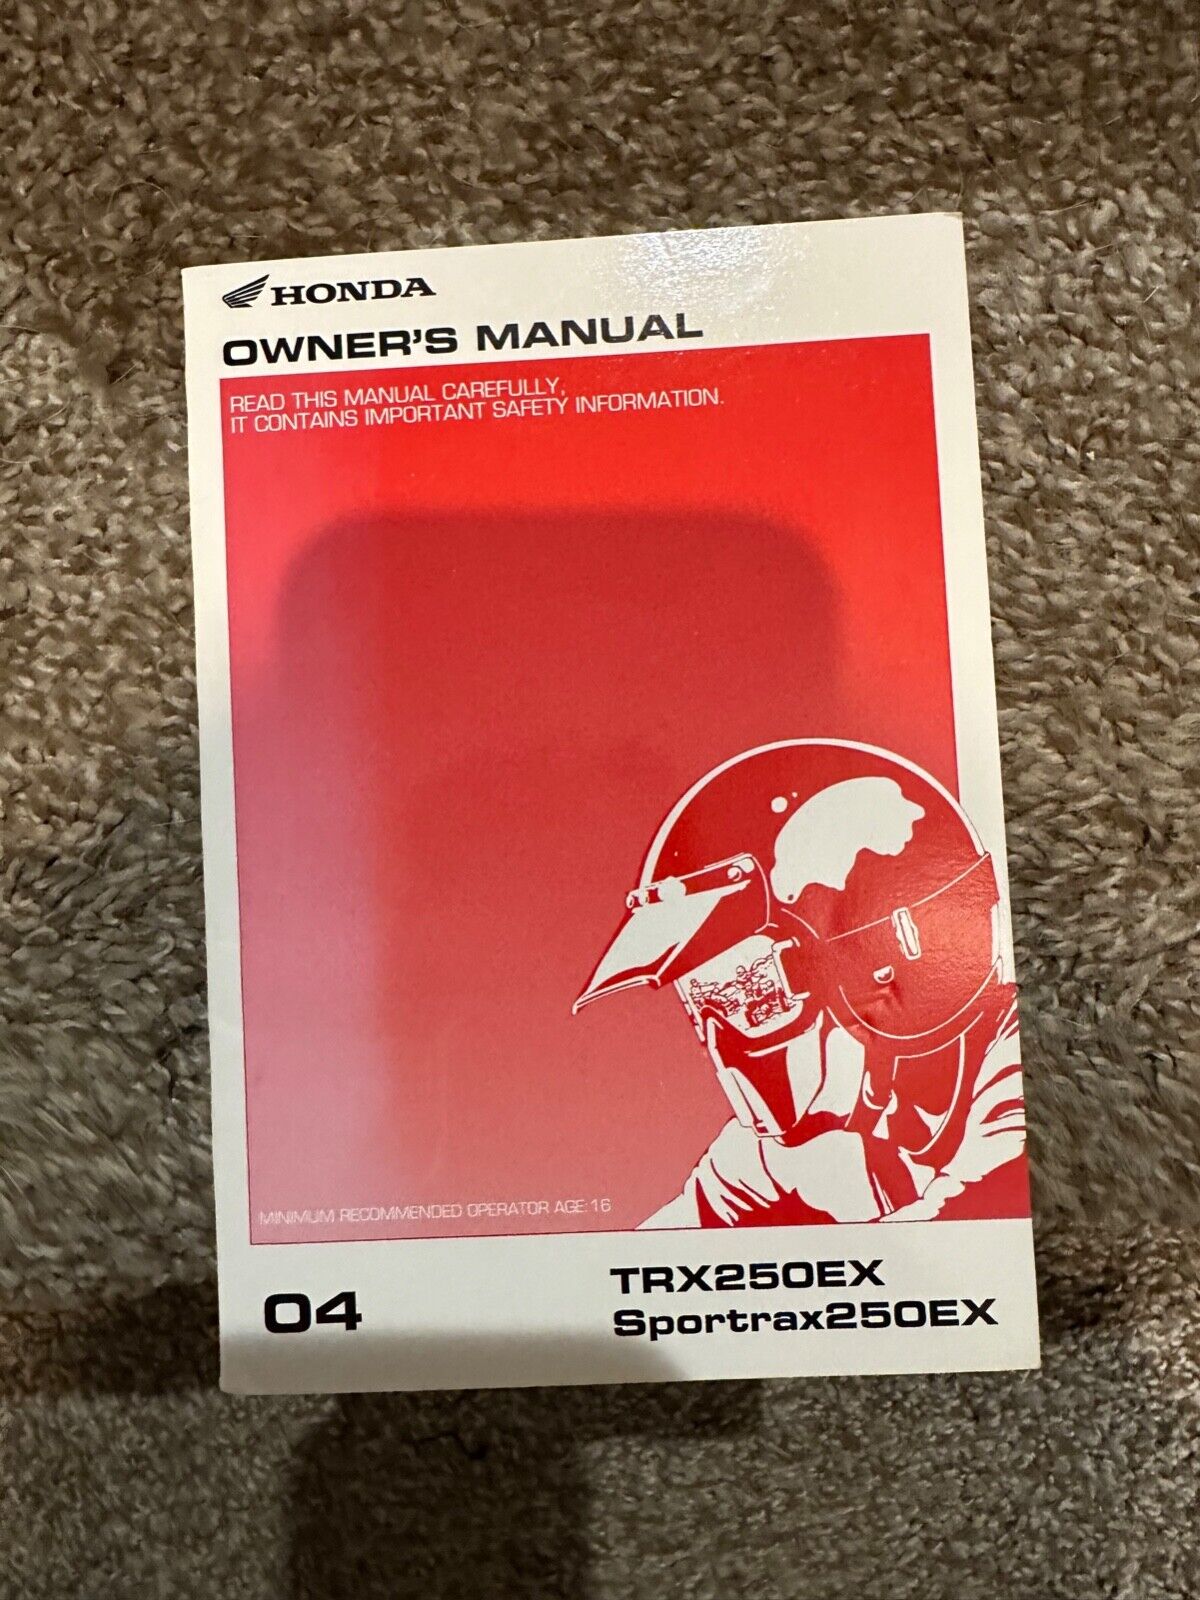 HONDA
OWNER'S MANUAL
READ THIS MANUAL CAREFULLY,
IT CONTAINS IMPORTANT SAFETY INFORMATION.
MINIMUM RECOMMENDED OPERATOR AGE: 16
04
TRX250EX
Sportrax250EX